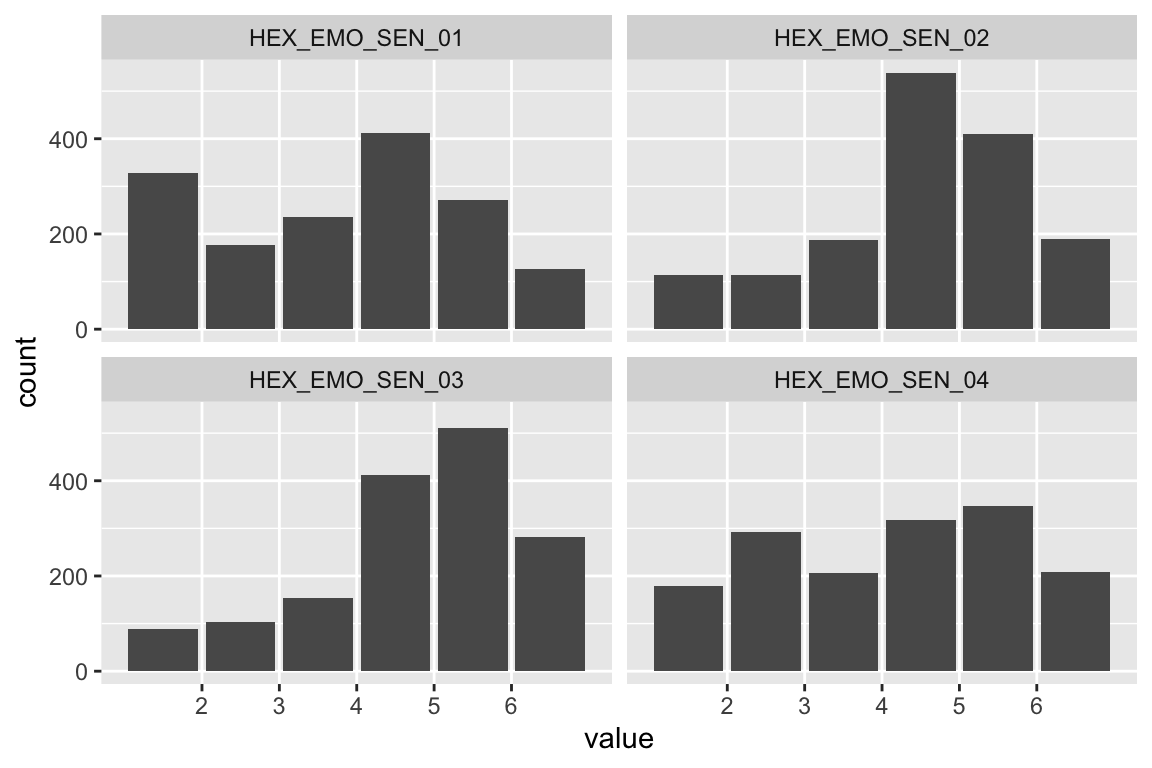 HEX_EMO_SEN_01
HEX_EMO_SEN_02
400
200
0
HEX_EMO_SEN_03
HEX_EMO_SEN_04
400
200
0
2 3 4 5 6
2 3 4 5 6
count
value